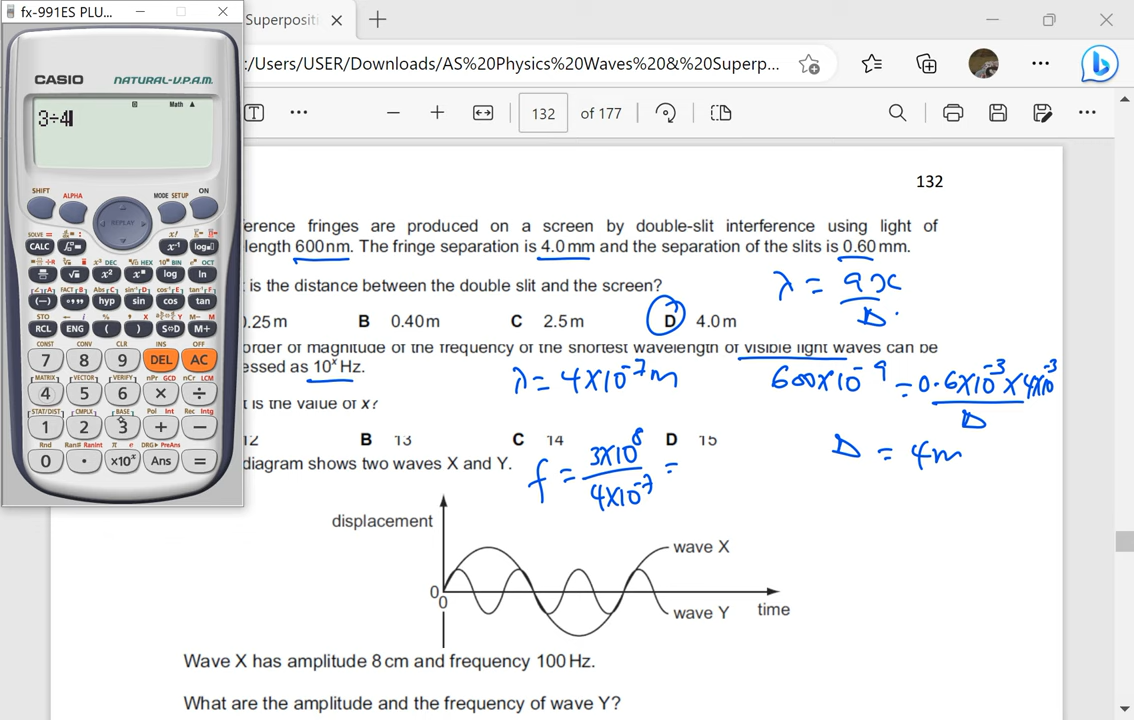 fx-991ES PLU...
Superposit
:/Users/USER/Downloads/AS%20Physics%20Waves%20&%20Superp...
CASIO
NATURAL-V.P.A.M.
Math
3÷4
132 of 177
SHIFT ALPHA MODE SETUP ON
CALC
log
ln
(−) hyp sin cos tan
RCL ENG ( ) S⇔D M+
7 8 9 DEL AC
4 5 6 × ÷
1 2 3 + −
0 . ×10ˣ Ans =
132
erence fringes are produced on a screen by double-slit interference using light of
length 600 nm. The fringe separation is 4.0 mm and the separation of the slits is 0.60 mm.
is the distance between the double slit and the screen?
λ = ax/D
0.25 m B 0.40 m C 2.5 m D 4.0 m
order of magnitude of the frequency of the shortest wavelength of visible light waves can be
essed as 10ˣ Hz.
λ = 4×10⁻⁷ m
600×10⁻⁹ = 0.6×10⁻³ × 4×10⁻³ / D
is the value of x?
12 B 13 C 14 D 15
D = 4m
diagram shows two waves X and Y.
f = 3×10⁸ / 4×10⁻⁷ =
displacement
wave X
0
0
wave Y
time
Wave X has amplitude 8 cm and frequency 100 Hz.
What are the amplitude and the frequency of wave Y?